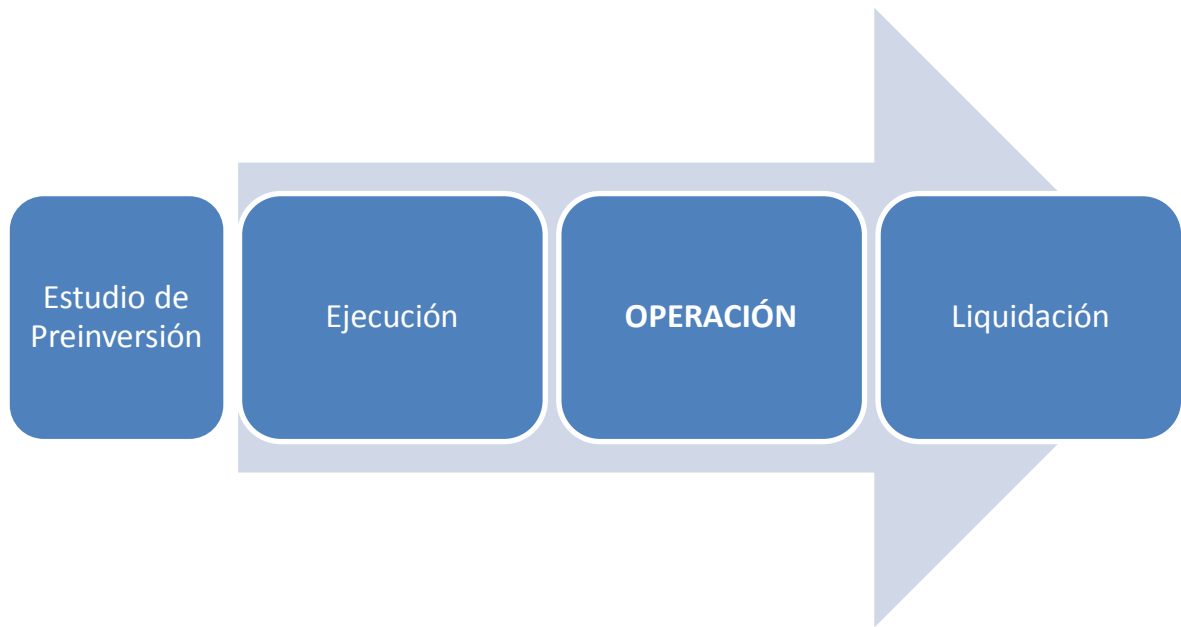 Estudio de
Preinversión
Ejecución
OPERACIÓN
Liquidación